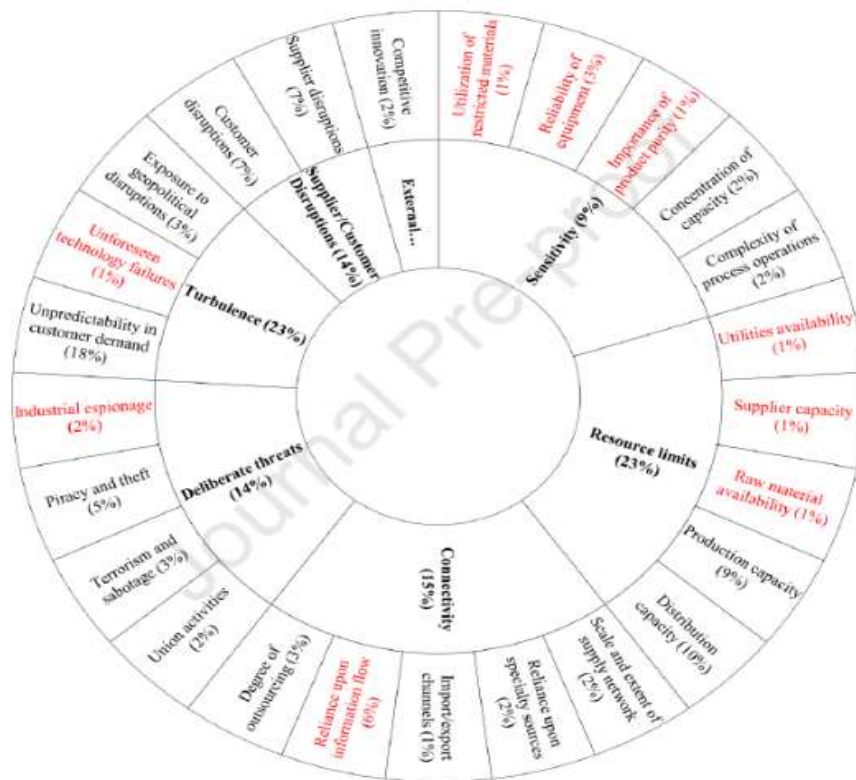 Utilization of
restricted materials
(1%)
Reliability of
equipment (3%)
Importance of
product purity (1%)
Concentration of
capacity (2%)
Complexity of
process operations
(2%)
Utilities availability
(1%)
Supplier capacity
(1%)
Raw material
availability (1%)
Production capacity
(9%)
Distribution
capacity (10%)
Scale and extent of
supply network
(2%)
Reliance upon
specialty sources
(2%)
Import/export
channels (1%)
Reliance upon
information flow
(6%)
Degree of
outsourcing (3%)
Union activities
(2%)
Terrorism and
sabotage (3%)
Piracy and theft
(5%)
Industrial espionage
(2%)
Unpredictability in
customer demand
(18%)
Unforeseen
technology failures
(1%)
Exposure to
geopolitical
disruptions (3%)
Customer
disruptions (7%)
Supplier disruptions
(7%)
Competitive
innovation (2%)
Sensitivity (9%)
Resource limits
(23%)
Connectivity
(15%)
Deliberate threats
(14%)
Turbulence (23%)
Supplier/Customer
Disruptions (14%)
External...
Journal Pre-proof